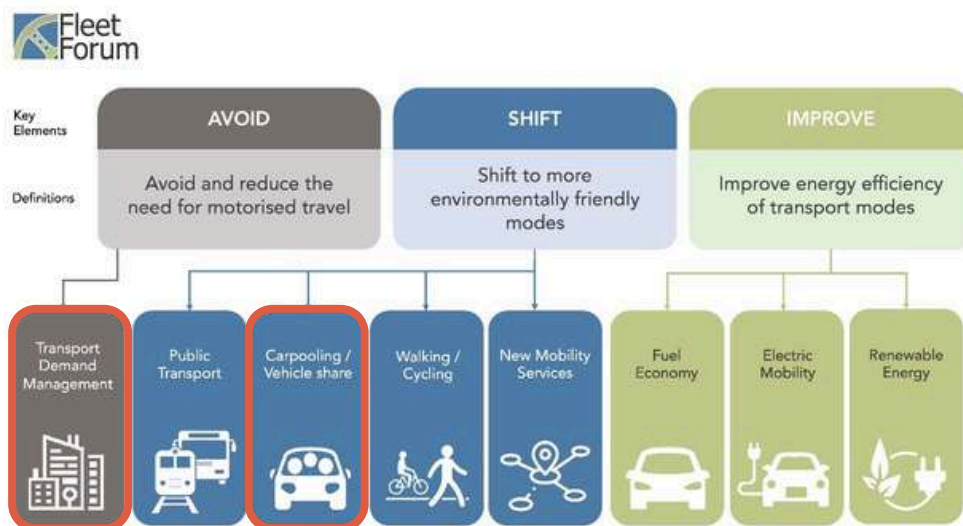 Fleet
Forum
Key
Elements
AVOID
SHIFT
IMPROVE
Definitions
Avoid and reduce the
need for motorised travel
Shift to more
environmentally friendly
modes
Improve energy efficiency
of transport modes
Transport
Demand
Management
Public
Transport
Carpooling /
Vehicle share
Walking /
Cycling
New Mobility
Services
Fuel
Economy
Electric
Mobility
Renewable
Energy